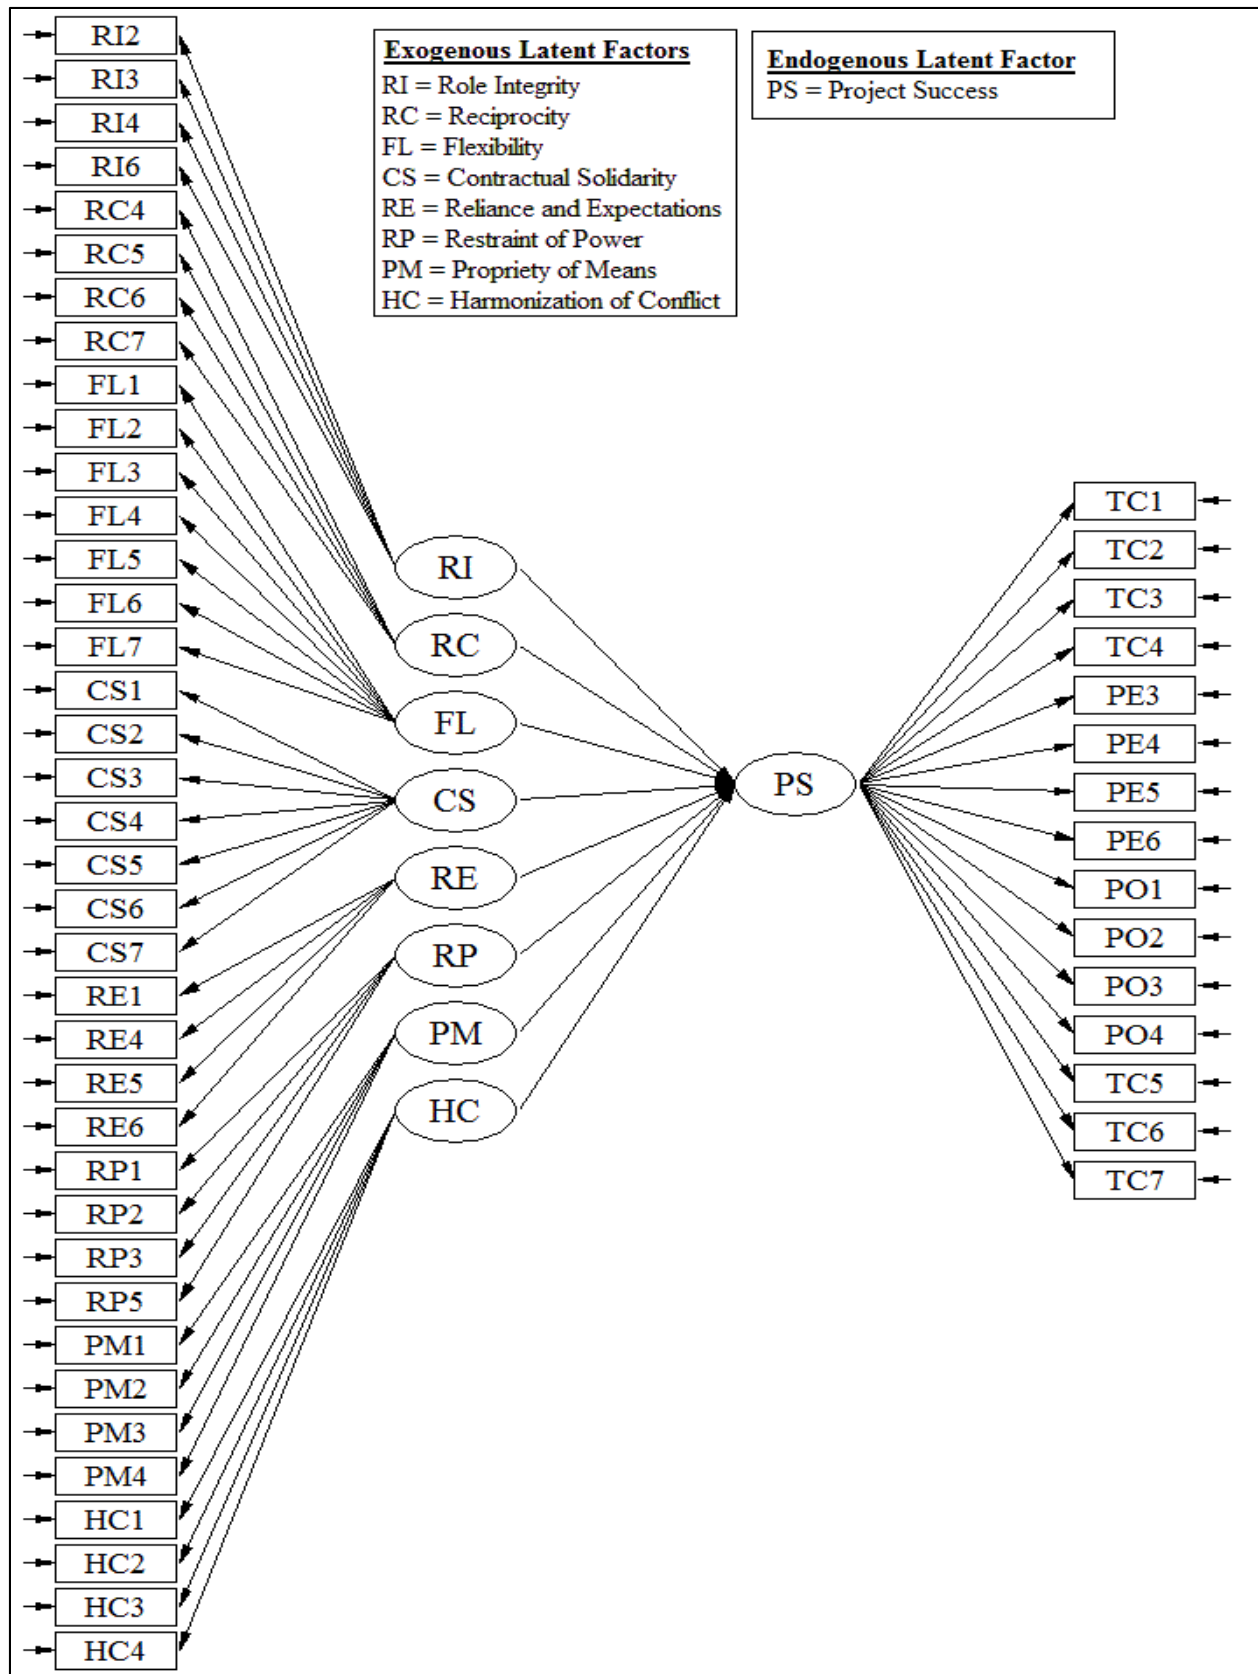 RI2
RI3
RI4
RI6
RC4
RC5
RC6
RC7
FL1
FL2
FL3
FL4
FL5
FL6
FL7
CS1
CS2
CS3
CS4
CS5
CS6
CS7
RE1
RE4
RE5
RE6
RP1
RP2
RP3
RP5
PM1
PM2
PM3
PM4
HC1
HC2
HC3
HC4
Exogenous Latent Factors
RI = Role Integrity
RC = Reciprocity
FL = Flexibility
CS = Contractual Solidarity
RE = Reliance and Expectations
RP = Restraint of Power
PM = Propriety of Means
HC = Harmonization of Conflict
Endogenous Latent Factor
PS = Project Success
RI
RC
FL
CS
RE
RP
PM
HC
PS
TC1
TC2
TC3
TC4
PE3
PE4
PE5
PE6
PO1
PO2
PO3
PO4
TC5
TC6
TC7